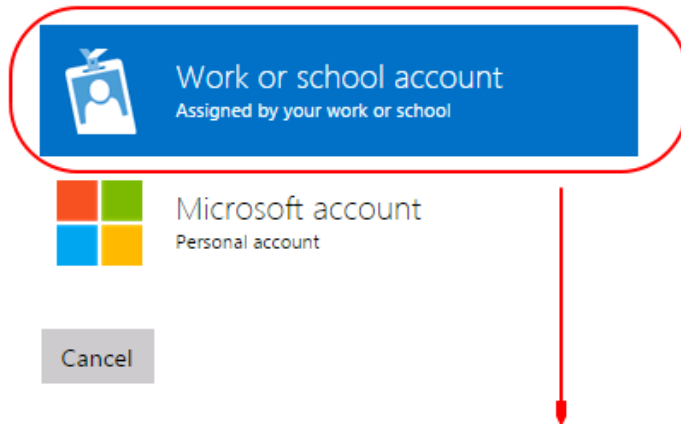 Work or school account
Assigned by your work or school
Microsoft account
Personal account
Cancel